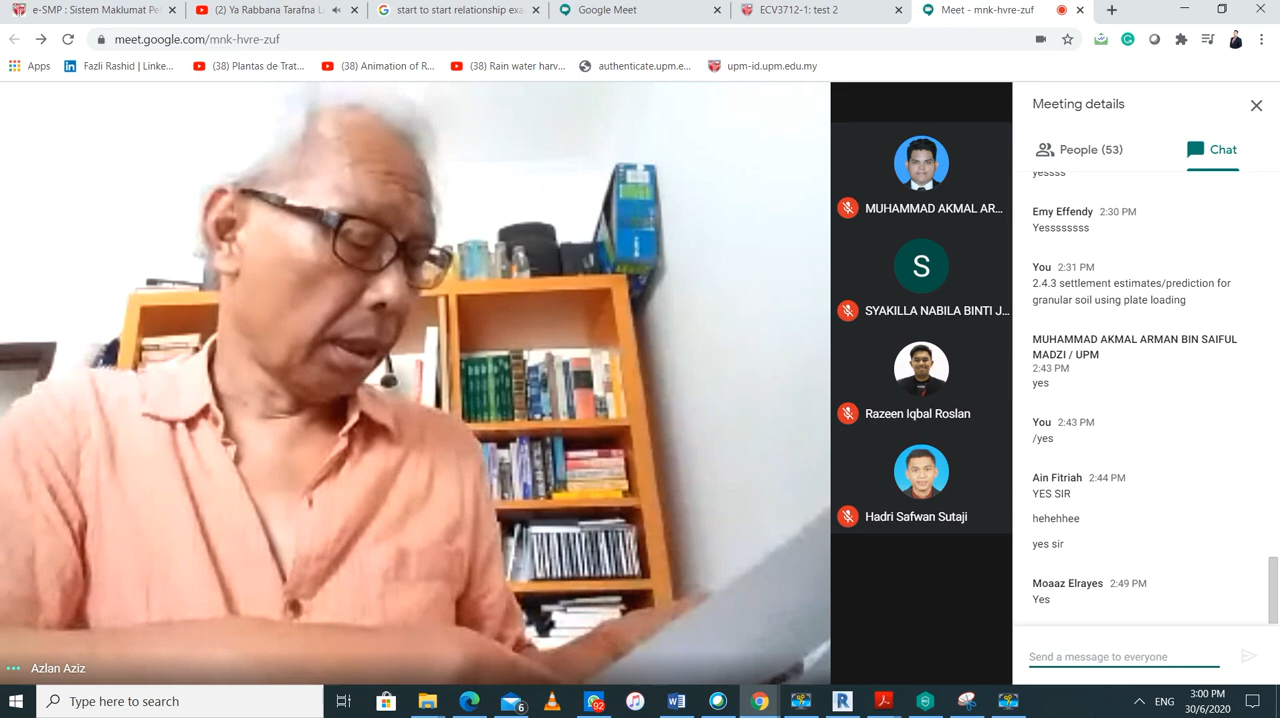 e-SMP : Sistem Maklumat Pe
(2) Ya Rabbana Tarafna L
start to start relationship exa
Google Meet
ECV3712-1: test 2
Meet - mnk-hvre-zuf
meet.google.com/mnk-hvre-zuf
Apps
Fazli Rashid | Linke...
(38) Plantas de Trat...
(38) Animation of R...
(38) Rain water harv...
authenticate.upm.e...
upm-id.upm.edu.my
Azlan Aziz
MUHAMMAD AKMAL AR...
S
SYAKILLA NABILA BINTI J...
Razeen Iqbal Roslan
Hadri Safwan Sutaji
Meeting details
People (53)
Chat
yessss
Emy Effendy 2:30 PM
Yessssssss
You 2:31 PM
2.4.3 settlement estimates/prediction for
granular soil using plate loading
MUHAMMAD AKMAL ARMAN BIN SAIFUL
MADZI / UPM
2:43 PM
yes
You 2:43 PM
/yes
Ain Fitriah 2:44 PM
YES SIR
hehehhee
yes sir
Moaaz Elrayes 2:49 PM
Yes
Send a message to everyone
Type here to search
6
92
ENG
3:00 PM
30/6/2020